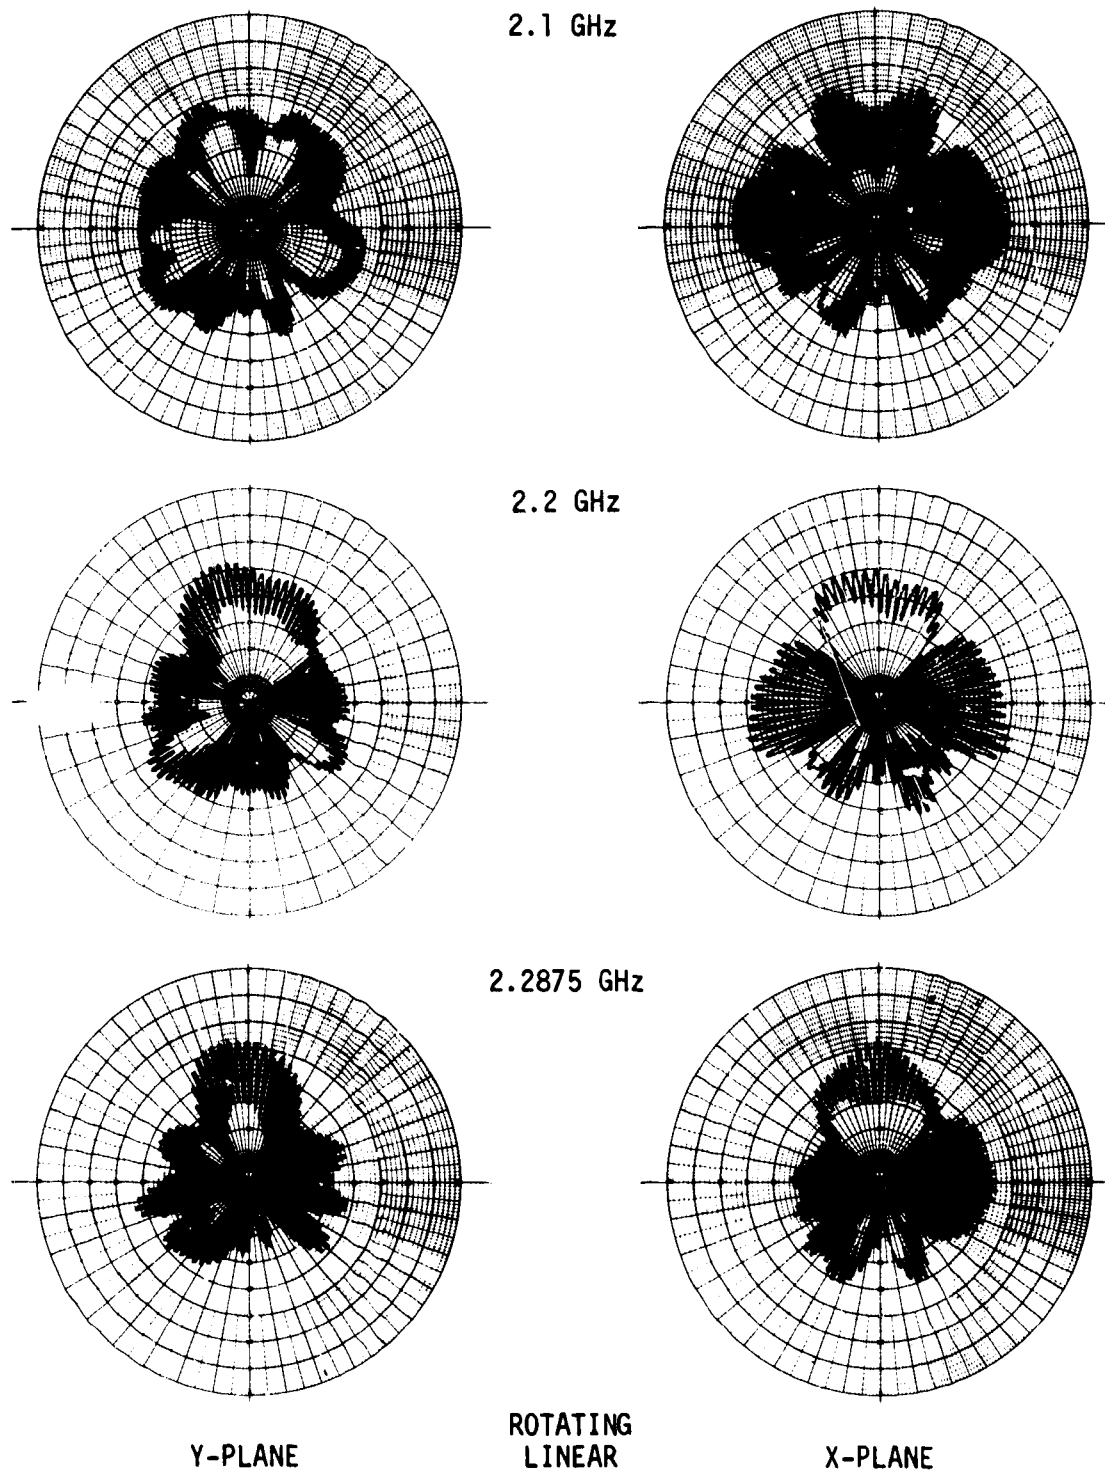 2.1 GHz
2.2 GHz
2.2875 GHz
ROTATING
Y-PLANE LINEAR X-PLANE